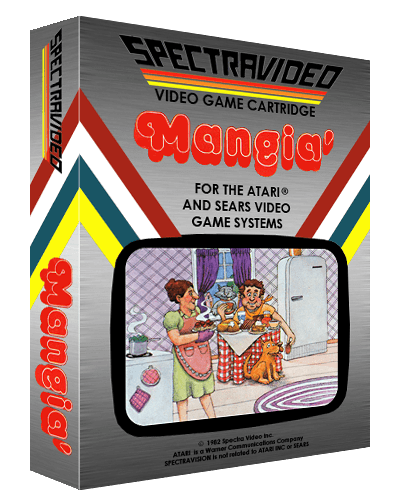 SPECTRAVIDEO
VIDEO GAME CARTRIDGE
Mangia'
FOR THE ATARI®
AND SEARS VIDEO
GAME SYSTEMS
© 1982 Spectra Video Inc.
ATARI is a Warner Communications Company
SPECTRAVISION is not related to ATARI INC or SEARS
SPECTRAVIDEO
Mangia'